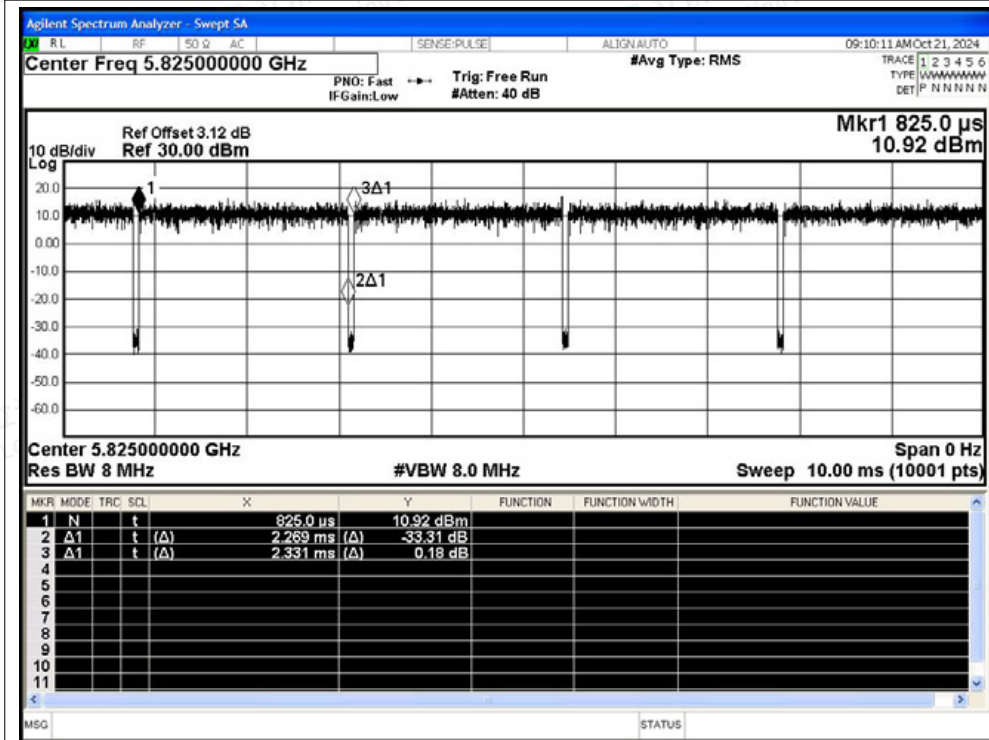 Agilent Spectrum Analyzer - Swept SA
LXI RL RF 50 Ω AC SENSE:PULSE ALIGN AUTO 09:10:11 AM Oct 21, 2024
Center Freq 5.825000000 GHz #Avg Type: RMS TRACE 1 2 3 4 5 6
PNO: Fast Trig: Free Run TYPE WWWWWW
IFGain:Low #Atten: 40 dB DET P N N N N N
Mkr1 825.0 µs
Ref Offset 3.12 dB
10 dB/div Ref 30.00 dBm 10.92 dBm
Log
20.0 1 3Δ1
10.0
0.00
-10.0
2Δ1
-20.0
-30.0
-40.0
-50.0
-60.0
Center 5.825000000 GHz Span 0 Hz
Res BW 8 MHz #VBW 8.0 MHz Sweep 10.00 ms (10001 pts)
MKR MODE TRC SCL X Y FUNCTION FUNCTION WIDTH FUNCTION VALUE
1 N t 825.0 µs 10.92 dBm
2 Δ1 t (Δ) 2.269 ms (Δ) -33.31 dB
3 Δ1 t (Δ) 2.331 ms (Δ) 0.18 dB
4
5
6
7
8
9
10
11
MSG STATUS